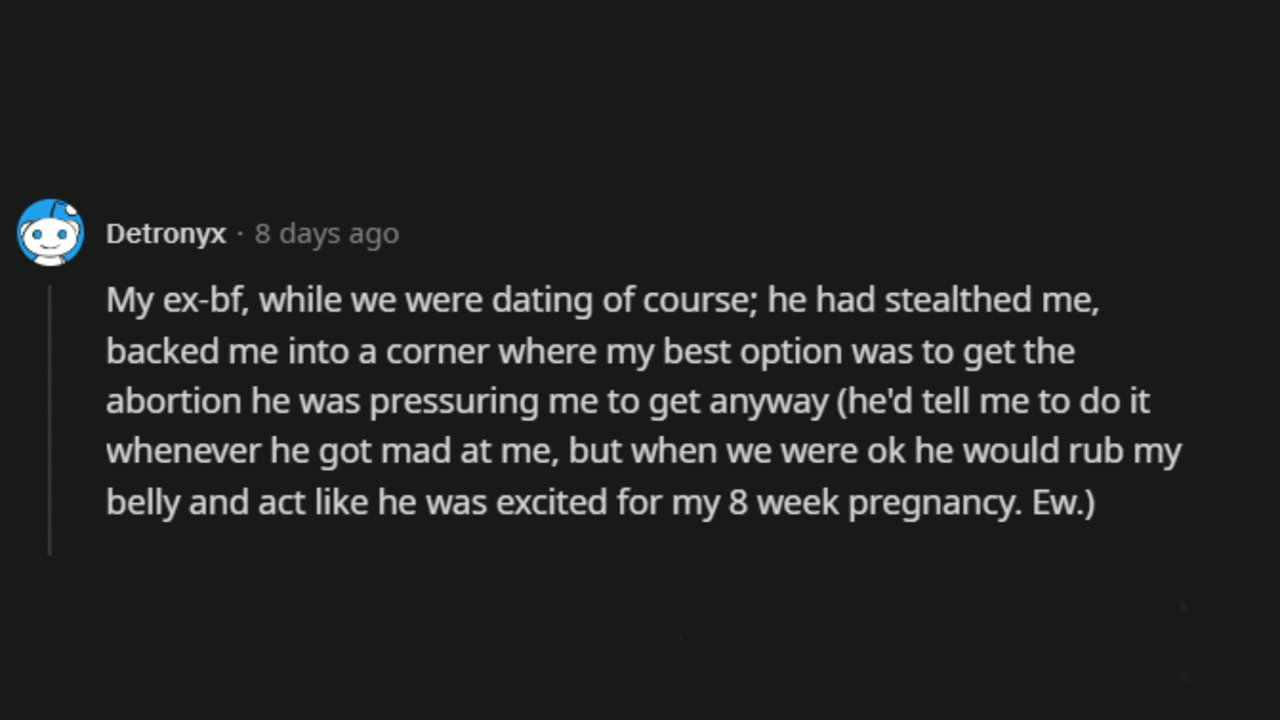 Detronyx · 8 days ago
My ex-bf, while we were dating of course; he had stealthed me,
backed me into a corner where my best option was to get the
abortion he was pressuring me to get anyway (he'd tell me to do it
whenever he got mad at me, but when we were ok he would rub my
belly and act like he was excited for my 8 week pregnancy. Ew.)